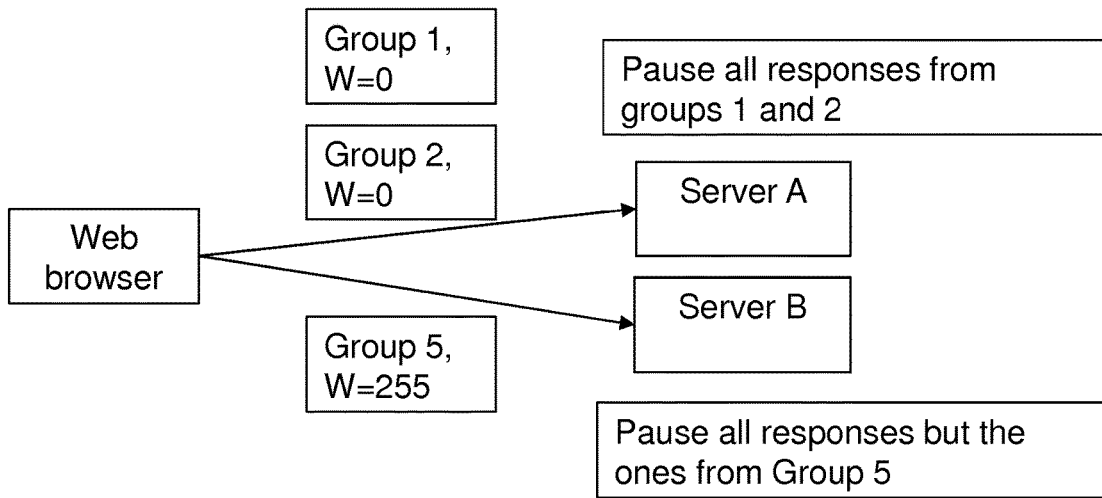 Group 1,
W=0
Pause all responses from
groups 1 and 2
Group 2,
W=0
Server A
Web
browser
Server B
Group 5,
W=255
Pause all responses but the
ones from Group 5